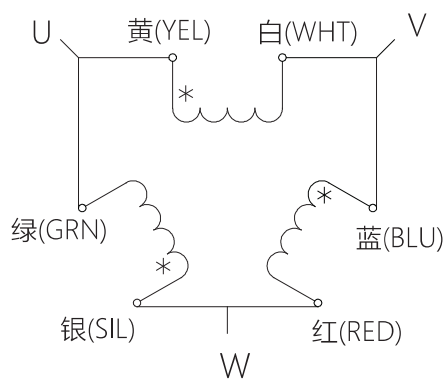 U
黄(YEL)
白(WHT)
V
*
绿(GRN)
*
蓝(BLU)
*
银(SIL)
红(RED)
W